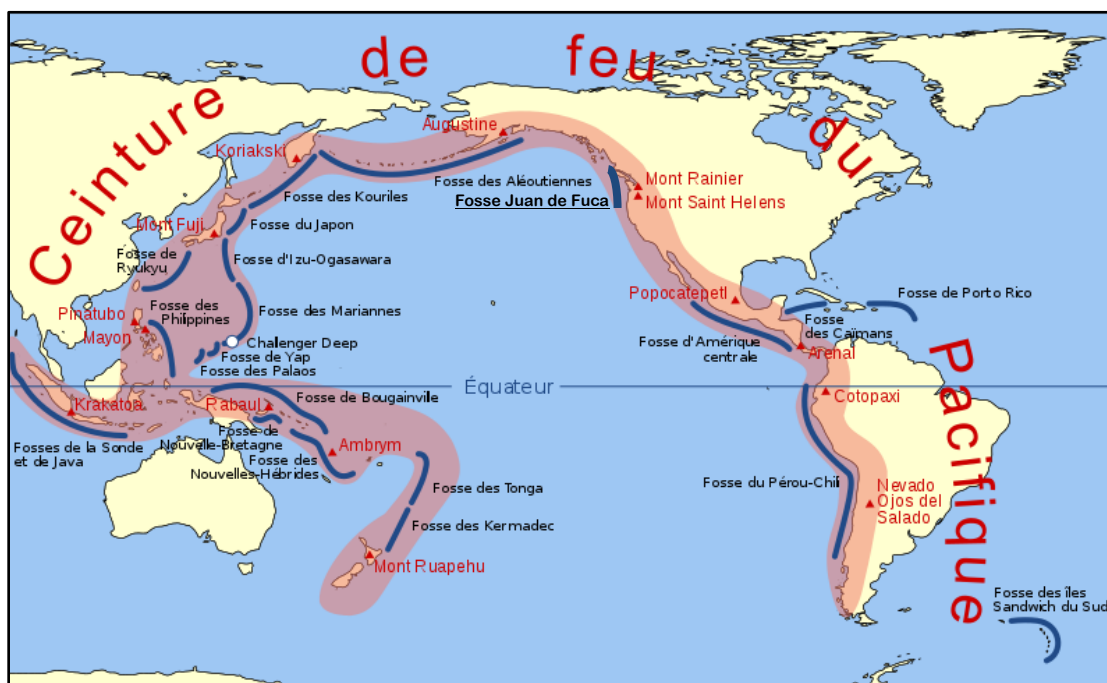 Ceinture
de
feu
du
Pacifique
Augustine
Koriakski
Fosse des Aléoutiennes
Fosse Juan de Fuca
Mont Rainier
Mont Saint Helens
Fosse des Kouriles
Fosse du Japon
Mont Fuji
Fosse de
Ryukyu
Fosse d'Izu-Ogasawara
Popocatepetl
Fosse de Porto Rico
Pinatubo
Mayon
Fosse des
Philippines
Fosse des Mariannes
Fosse
des Caïmans
Challenger Deep
Fosse de Yap
Fosse des Palaos
Fosse d'Amérique
centrale
Arenal
Équateur
Krakatoa
Rabaul
Fosse de Bougainville
Cotopaxi
Fosses de la Sonde
et de Java
Fosse de
Nouvelle-Bretagne
Fosse des
Nouvelles-Hébrides
Ambrym
Fosse des Tonga
Fosse du Pérou-Chili
Nevado
Ojos del
Salado
Fosse des Kermadec
Mont Ruapehu
Fosse des îles
Sandwich du Sud